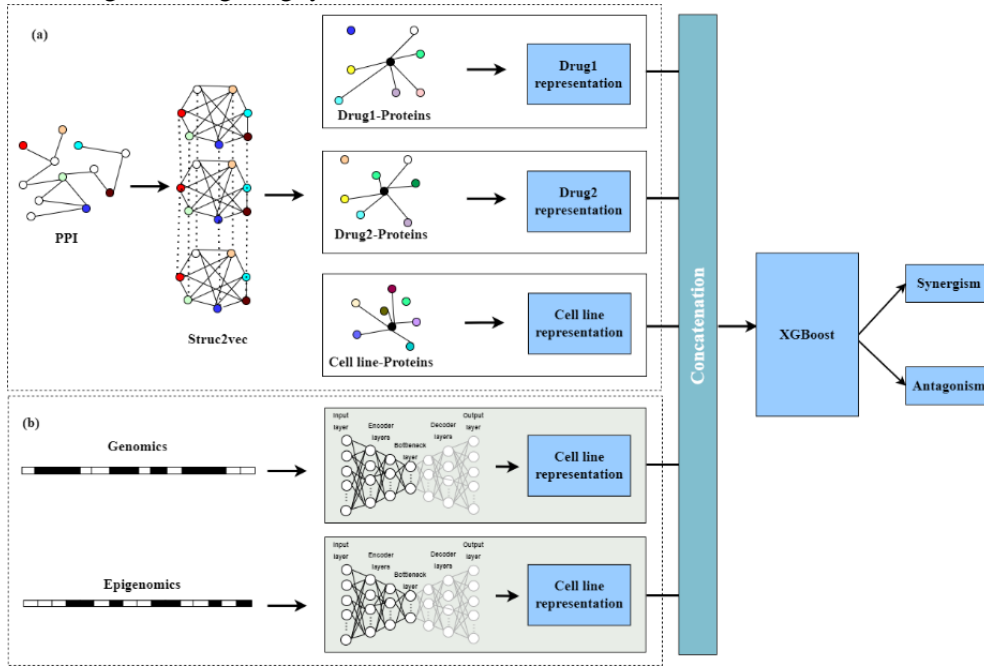 (a)
PPI
Struc2vec
Drug1-Proteins
Drug1
representation
Drug2-Proteins
Drug2
representation
Cell line-Proteins
Cell line
representation
(b)
Genomics
Input
layer
Encoder
layers
Bottleneck
layer
Decoder
layers
Output
layer
Cell line
representation
Epigenomics
Input
layer
Encoder
layers
Bottleneck
layer
Decoder
layers
Output
layer
Cell line
representation
Concatenation
XGBoost
Synergism
Antagonism